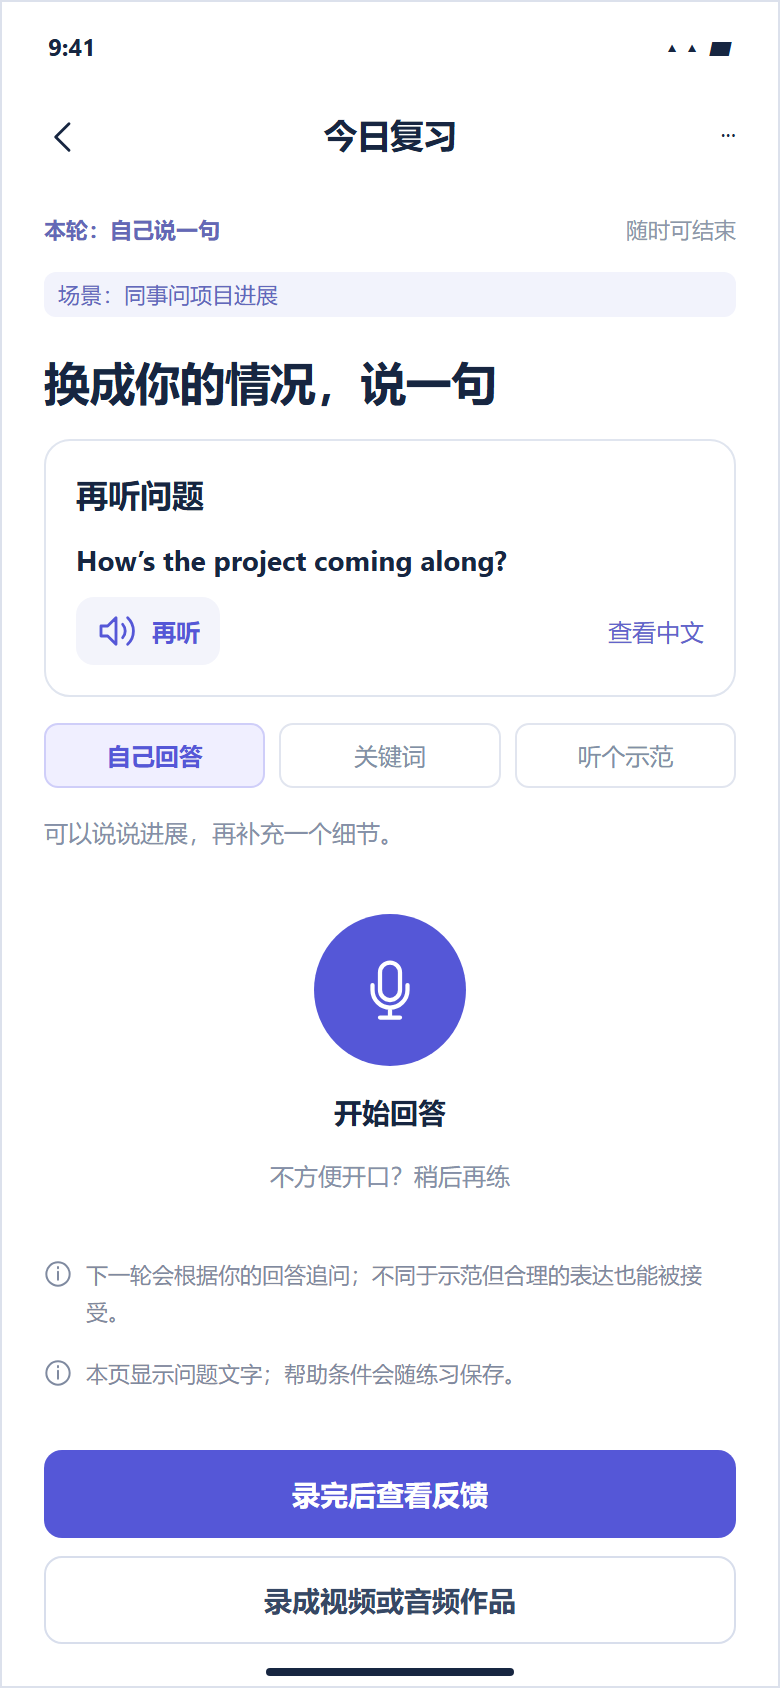 9:41
今日复习
...
本轮：自己说一句
随时可结束
场景：同事问项目进展
换成你的情况，说一句
再听问题
How’s the project coming along?
再听
查看中文
自己回答
关键词
听个示范
可以说说进展，再补充一个细节。
开始回答
不方便开口？稍后再练
下一轮会根据你的回答追问；不同于示范但合理的表达也能被接
受。
本页显示问题文字；帮助条件会随练习保存。
录完后查看反馈
录成视频或音频作品